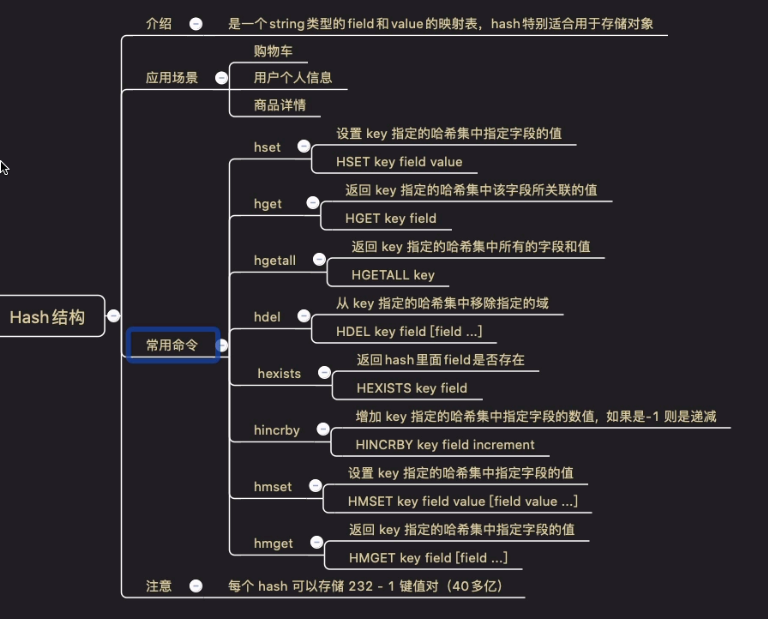 介绍
是一个string类型的field和value的映射表，hash特别适合用于存储对象
应用场景
购物车
用户个人信息
商品详情
Hash结构
常用命令
hset
设置 key 指定的哈希集中指定字段的值
HSET key field value
hget
返回 key 指定的哈希集中该字段所关联的值
HGET key field
hgetall
返回 key 指定的哈希集中所有的字段和值
HGETALL key
hdel
从 key 指定的哈希集中移除指定的域
HDEL key field [field ...]
hexists
返回hash里面field是否存在
HEXISTS key field
hincrby
增加 key 指定的哈希集中指定字段的数值，如果是-1 则是递减
HINCRBY key field increment
hmset
设置 key 指定的哈希集中指定字段的值
HMSET key field value [field value ...]
hmget
返回 key 指定的哈希集中指定字段的值
HMGET key field [field ...]
注意
每个 hash 可以存储 232 - 1 键值对（40多亿）